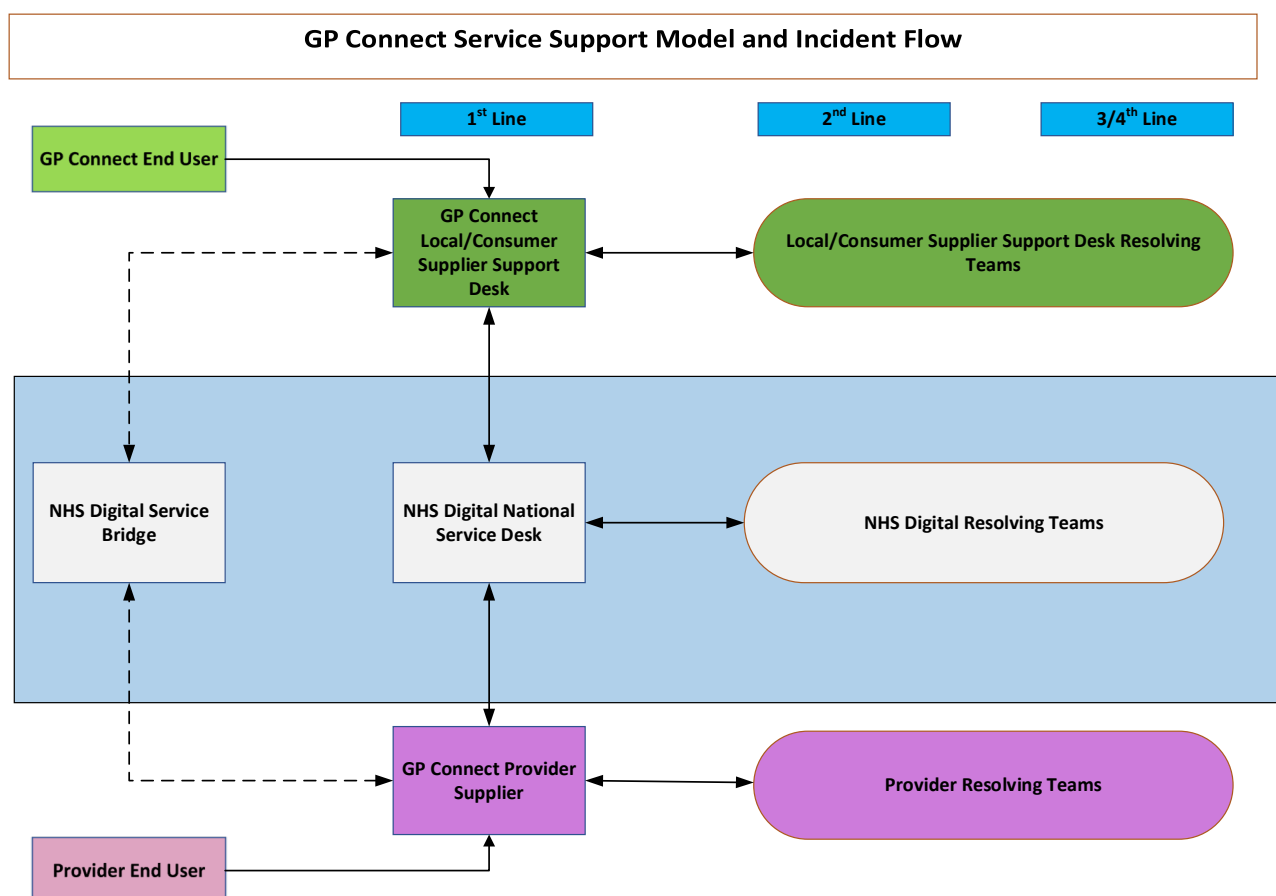 GP Connect Service Support Model and Incident Flow
1st Line
2nd Line
3/4th Line
GP Connect End User
GP Connect
Local/Consumer
Supplier Support
Desk
Local/Consumer Supplier Support Desk Resolving
Teams
NHS Digital Service
Bridge
NHS Digital National
Service Desk
NHS Digital Resolving Teams
GP Connect Provider
Supplier
Provider Resolving Teams
Provider End User